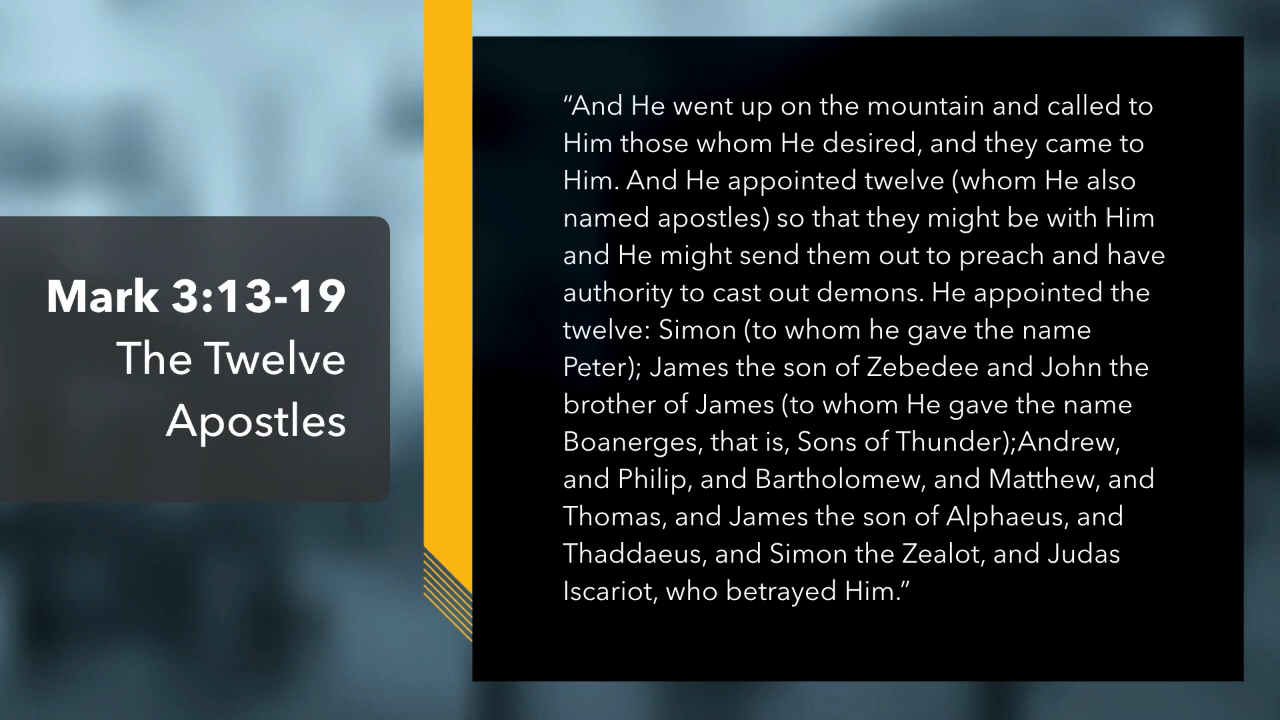 Mark 3:13-19
The Twelve
Apostles
“And He went up on the mountain and called to
Him those whom He desired, and they came to
Him. And He appointed twelve (whom He also
named apostles) so that they might be with Him
and He might send them out to preach and have
authority to cast out demons. He appointed the
twelve: Simon (to whom he gave the name
Peter); James the son of Zebedee and John the
brother of James (to whom He gave the name
Boanerges, that is, Sons of Thunder);Andrew,
and Philip, and Bartholomew, and Matthew, and
Thomas, and James the son of Alphaeus, and
Thaddaeus, and Simon the Zealot, and Judas
Iscariot, who betrayed Him.”